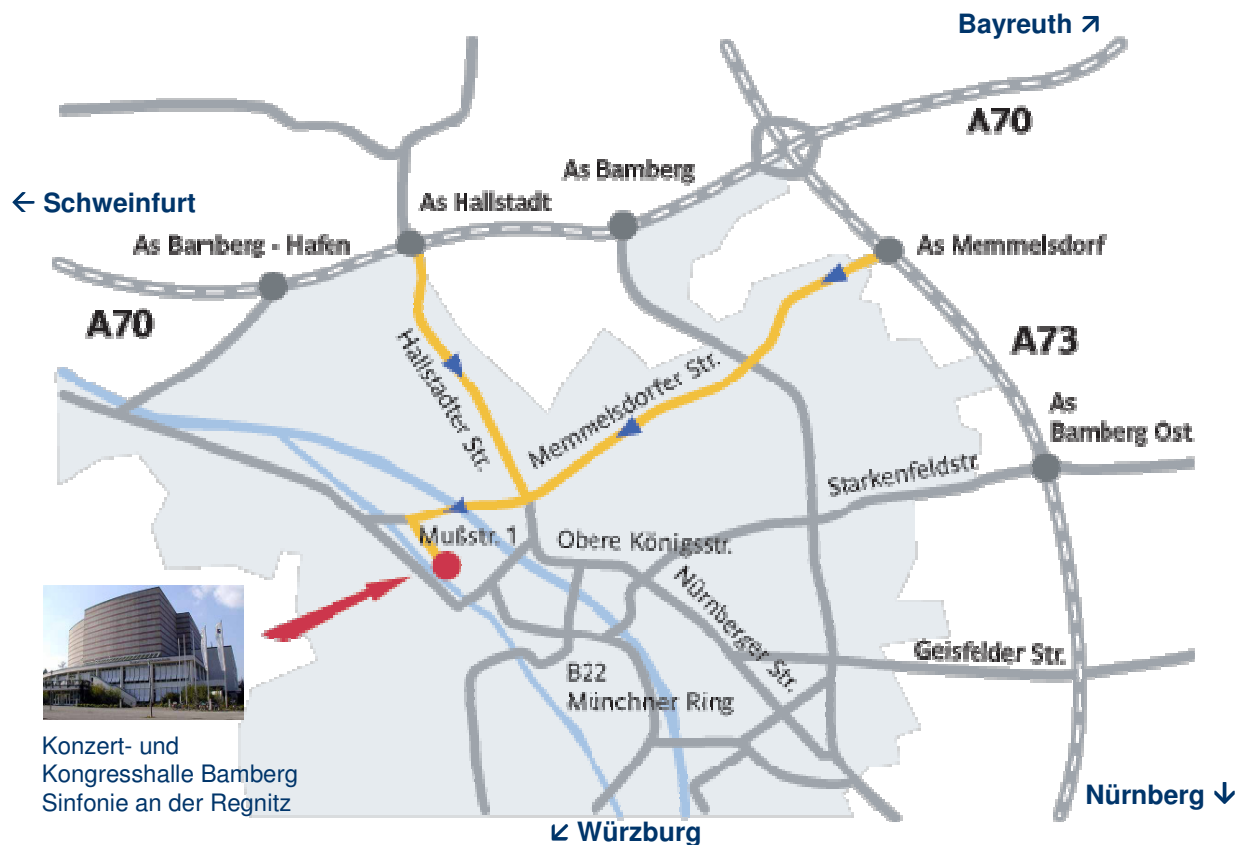 Bayreuth ↗
A70
As Bamberg
← Schweinfurt
As Hallstadt
As Bamberg - Hafen
As Memmelsdorf
A70
A73
Hallstadter Str.
Memmelsdorfer Str.
As
Bamberg Ost
Starkenfeldstr.
Mußstr. 1
Obere Königsstr.
Nürnberger Str.
Geisfelder Str.
B22
Münchner Ring
Konzert- und
Kongresshalle Bamberg
Sinfonie an der Regnitz
Nürnberg ↓
↙ Würzburg